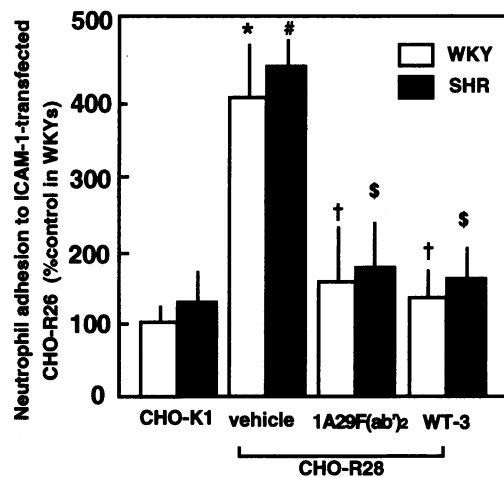 Neutrophil adhesion to ICAM-1-transfected
CHO-R26 (%control in WKYs)
500
400
300
200
100
0
* #
† $
† $
WKY
SHR
CHO-K1 vehicle 1A29F(ab')2 WT-3
CHO-R28